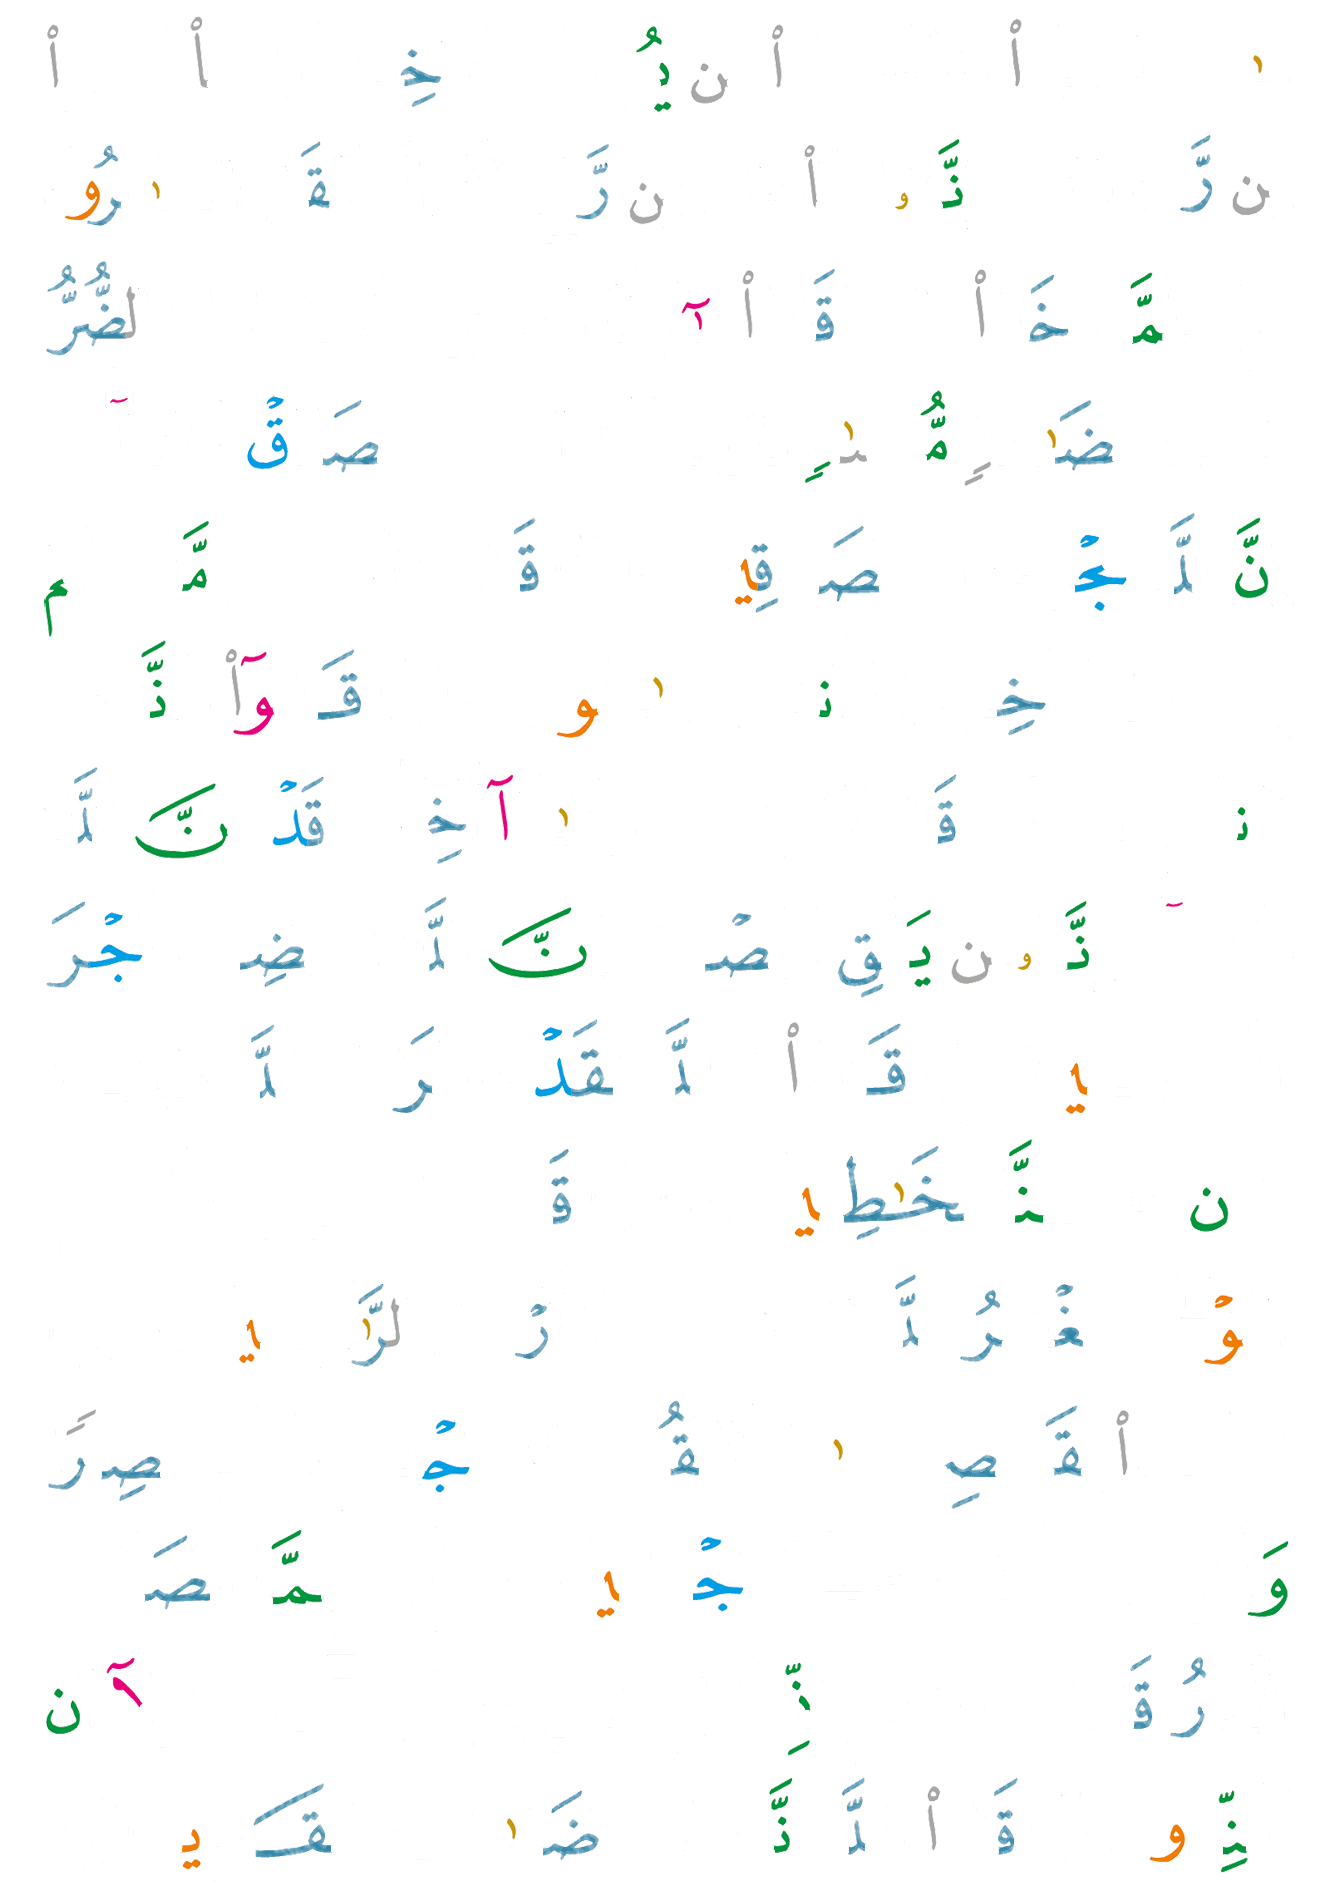 ٰ أْ أْ ن يُ خِ أْ أْ
ن رَّ ذَّ ۥ أْ ن رَّ قَ ٰ رُو
مَّ خَ أْ قَ أْ آ لضُّرُّ
ضَٰ ٍ مُّ ىٰ ٍ صَ قْ ٓ
نَّ لَّ جْ صَ قِي قَ مَّ م
خِ ن ٰ و قَ وٓاْ ذَّ
ن قَ ٰ آ خِ قَدْ نَّ لَّ
ٓ ذَّ ۥ ن يَ قِ صْ نَّ لَّ ضِ جْرَ
ي قَ اْ لَّ قَدْ رَ لَّ
ن نَّ خَٰطِي قَ
وْ غْ رُ لَّ رْ لرَّٰ ي
اْ قَ صِ ٰ قُ جْ صِ رً
وَ جْ ي مَّ صَ
رُ قَ نِّ ٓ ن
نِّ و قَ اْ لَّ ذَّ ضَ ٰ قَ ي